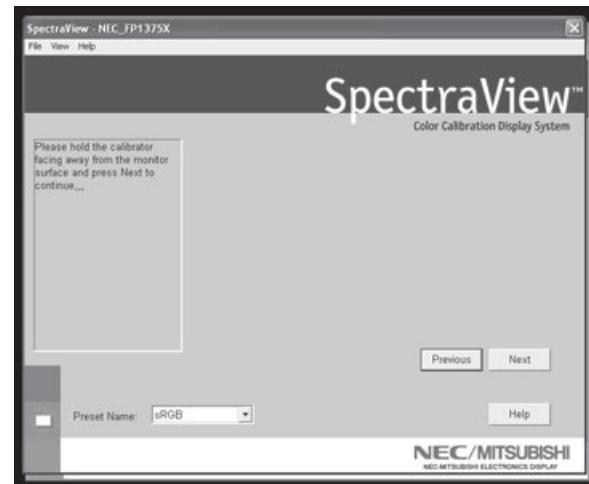 SpectraView - NEC_FP1375X
File View Help
SpectraView™
Color Calibration Display System
Please hold the calibrator
facing away from the monitor
surface and press Next to
continue...
Previous Next
Preset Name: sRGB
Help
NEC/MITSUBISHI
NEC-MITSUBISHI ELECTRONICS DISPLAY